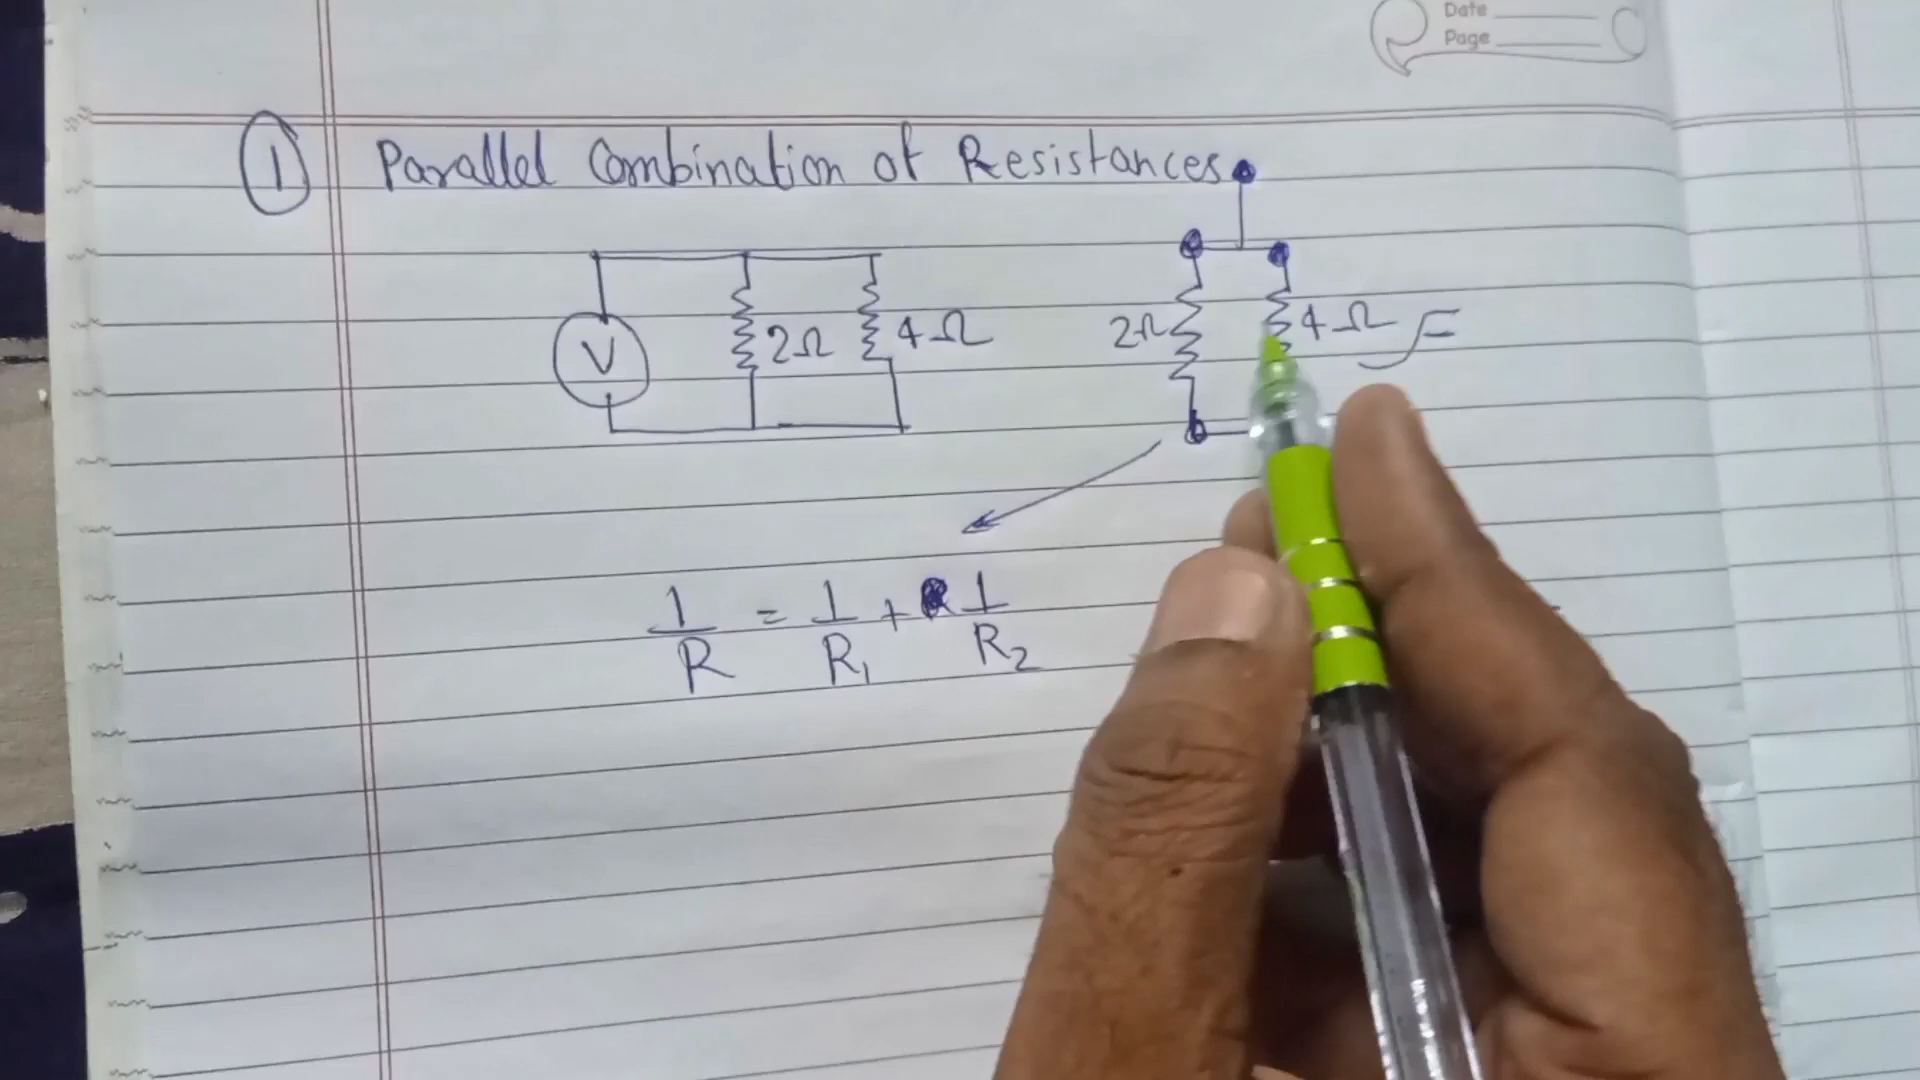 Date
Page
1 Parallel Combination of Resistances
V 2Ω 4Ω 2Ω 4Ω
1/R = 1/R₁ + 1/R₂